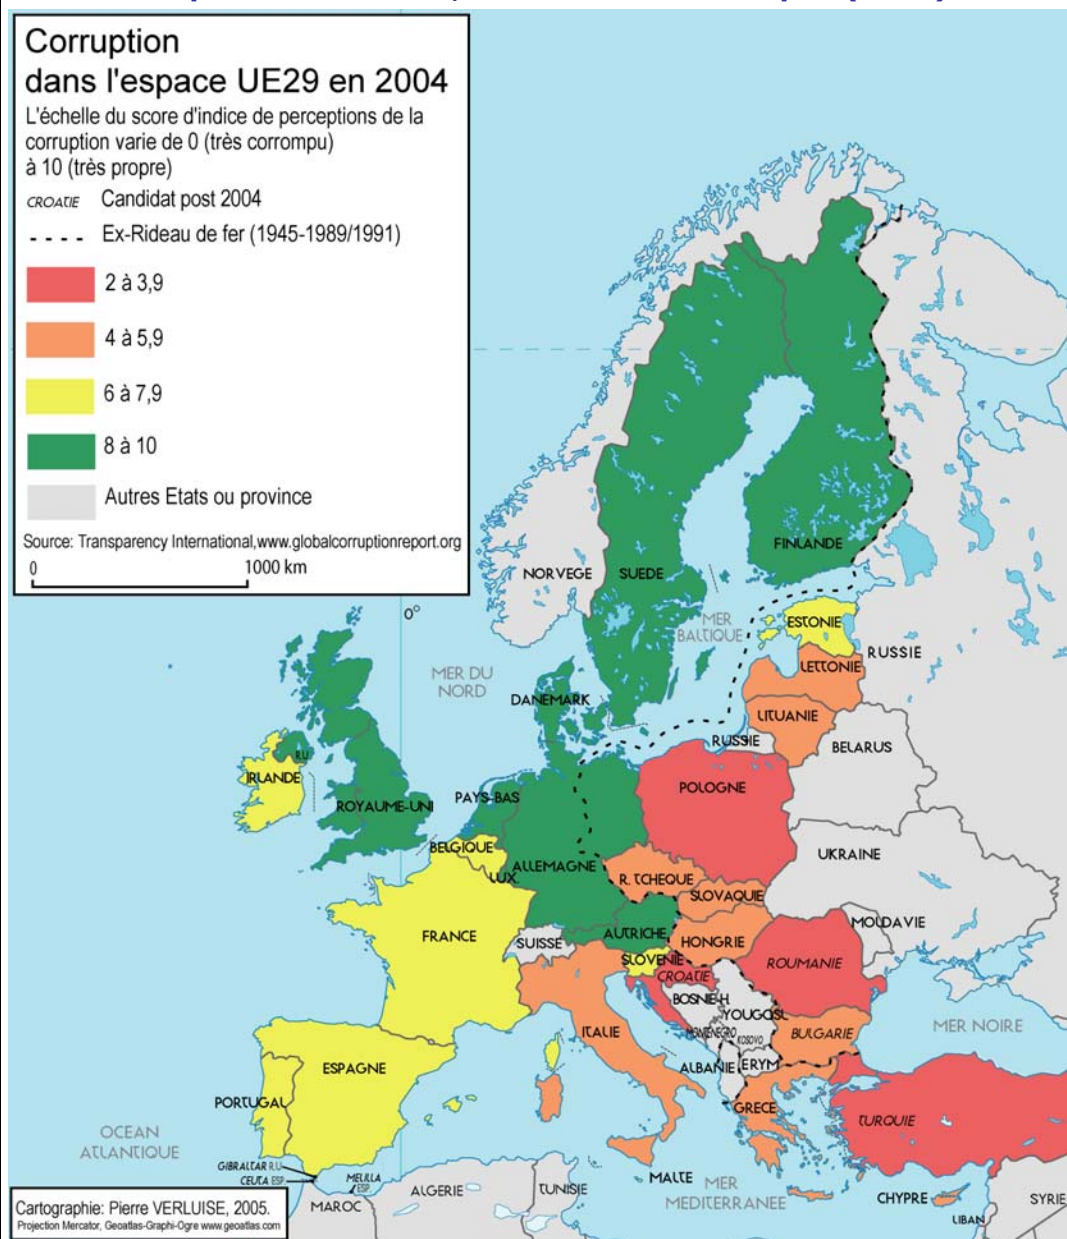 Corruption
dans l'espace UE29 en 2004
L'échelle du score d'indice de perceptions de la
corruption varie de 0 (très corrompu)
à 10 (très propre)
CROATIE Candidat post 2004
Ex-Rideau de fer (1945-1989/1991)
2 à 3,9
4 à 5,9
6 à 7,9
8 à 10
Autres Etats ou province
Source: Transparency International,www.globalcorruptionreport.org
0 1000 km
0°
NORVEGE
SUEDE
FINLANDE
MER
BALTIQUE
ESTONIE
RUSSIE
LETTONIE
MER DU
NORD
DANEMARK
LITUANIE
RUSSIE
BELARUS
R.U.
IRLANDE
ROYAUME-UNI
PAYS-BAS
POLOGNE
BELGIQUE
LUX.
ALLEMAGNE
UKRAINE
R. TCHEQUE
SLOVAQUIE
MOLDAVIE
FRANCE
SUISSE
AUTRICHE
HONGRIE
SLOVENIE
CROATIE
ROUMANIE
BOSNIE-H.
YOUGOSL.
MONTENEGRO
KOSOVO
BULGARIE
MER NOIRE
ITALIE
ALBANIE
ERYM
ESPAGNE
PORTUGAL
GRECE
TURQUIE
OCEAN
ATLANTIQUE
GIBRALTAR R.U.
CEUTA ESP.
MELILLA
ESP.
MALTE
MER
MEDITERRANEE
CHYPRE
SYRIE
LIBAN
MAROC
ALGERIE
TUNISIE
Cartographie: Pierre VERLUISE, 2005.
Projection Mercator, Geoatlas-Graphi-Ogre www.geoatlas.com